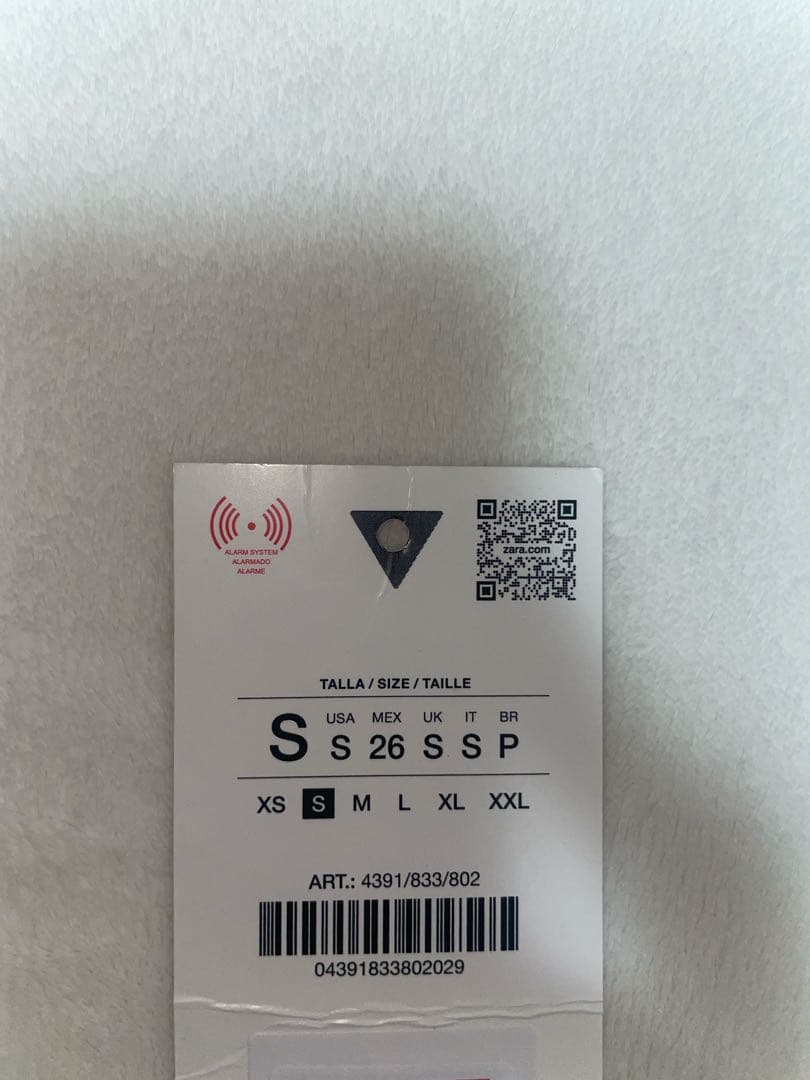 ALARM SYSTEM
ALARMADO
ALARME
zara.com
TALLA / SIZE / TAILLE
S
USA MEX UK IT BR
S 26 S S P
XS S M L XL XXL
ART.: 4391/833/802
04391833802029